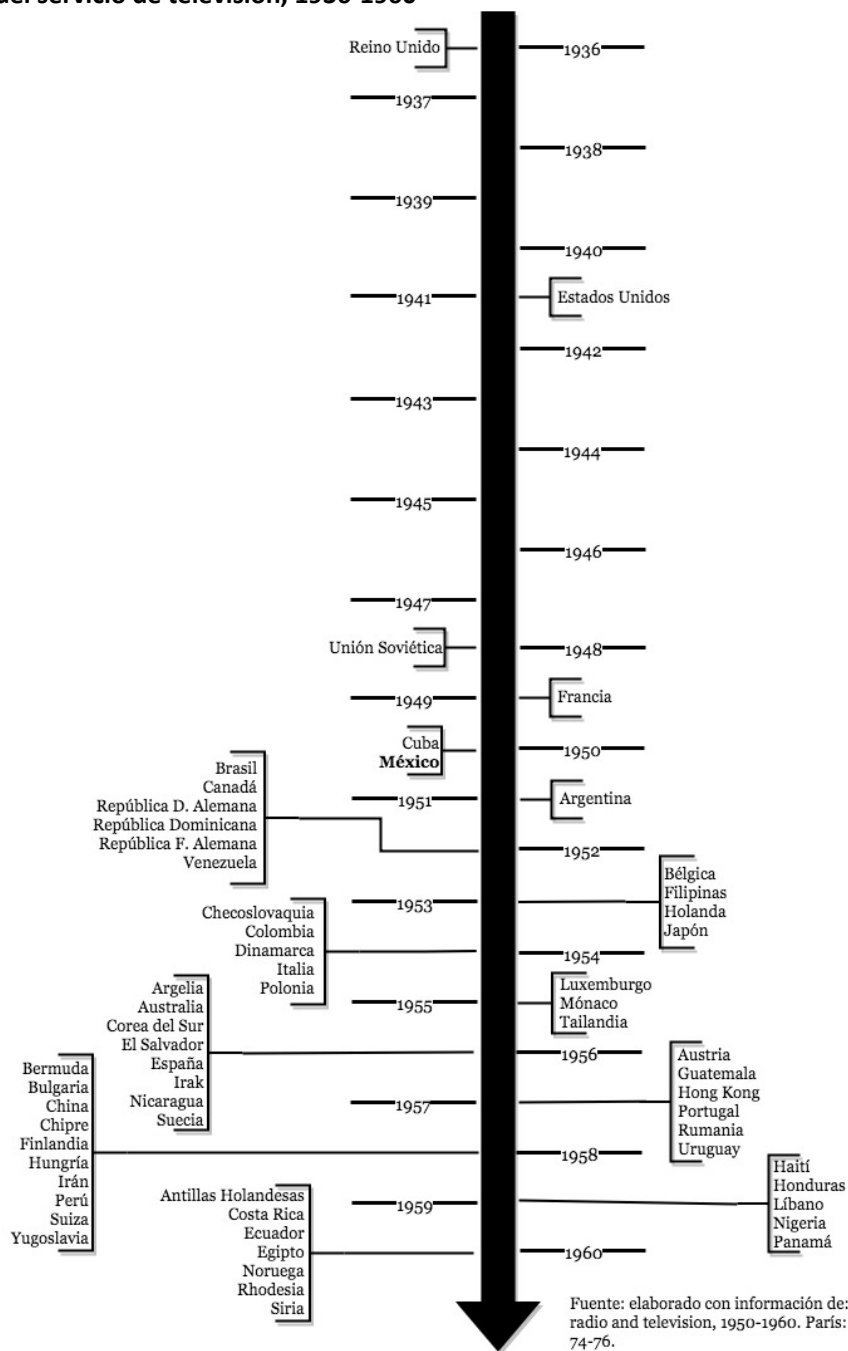 del servicio de televisión, 1936-1960
Reino Unido
1936
1937
1938
1939
1940
1941
Estados Unidos
1942
1943
1944
1945
1946
1947
Unión Soviética
1948
1949
Francia
Cuba
México
1950
Brasil
Canadá
República D. Alemana
República Dominicana
República F. Alemana
Venezuela
1951
Argentina
1952
Bélgica
Filipinas
Holanda
Japón
1953
Checoslovaquia
Colombia
Dinamarca
Italia
Polonia
1954
1955
Luxemburgo
Mónaco
Tailandia
Argelia
Australia
Corea del Sur
El Salvador
España
Irak
Nicaragua
Suecia
1956
Austria
Guatemala
Hong Kong
Portugal
Rumania
Uruguay
1957
Bermuda
Bulgaria
China
Chipre
Finlandia
Hungría
Irán
Perú
Suiza
Yugoslavia
1958
Haití
Honduras
Líbano
Nigeria
Panamá
1959
Antillas Holandesas
Costa Rica
Ecuador
Egipto
Noruega
Rhodesia
Siria
1960
Fuente: elaborado con información de:
radio and television, 1950-1960. París:
74-76.